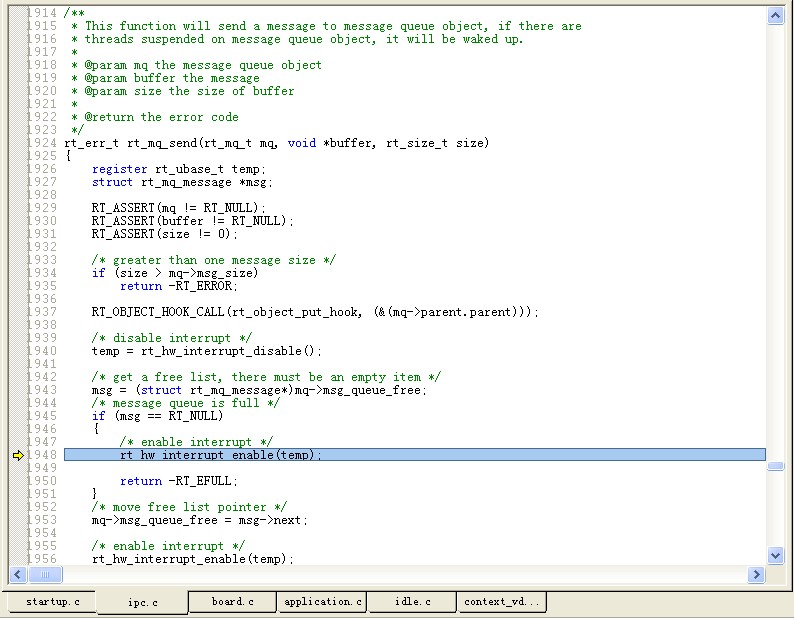 1914 /**
1915  * This function will send a message to message queue object, if there are
1916  * threads suspended on message queue object, it will be waked up.
1917  *
1918  * @param mq the message queue object
1919  * @param buffer the message
1920  * @param size the size of buffer
1921  *
1922  * @return the error code
1923  */
1924 rt_err_t rt_mq_send(rt_mq_t mq, void *buffer, rt_size_t size)
1925 {
1926     register rt_ubase_t temp;
1927     struct rt_mq_message *msg;
1928
1929     RT_ASSERT(mq != RT_NULL);
1930     RT_ASSERT(buffer != RT_NULL);
1931     RT_ASSERT(size != 0);
1932
1933     /* greater than one message size */
1934     if (size > mq->msg_size)
1935         return -RT_ERROR;
1936
1937     RT_OBJECT_HOOK_CALL(rt_object_put_hook, (&(mq->parent.parent)));
1938
1939     /* disable interrupt */
1940     temp = rt_hw_interrupt_disable();
1941
1942     /* get a free list, there must be an empty item */
1943     msg = (struct rt_mq_message*)mq->msg_queue_free;
1944     /* message queue is full */
1945     if (msg == RT_NULL)
1946     {
1947         /* enable interrupt */
1948         rt_hw_interrupt_enable(temp);
1949
1950         return -RT_EFULL;
1951     }
1952     /* move free list pointer */
1953     mq->msg_queue_free = msg->next;
1954
1955     /* enable interrupt */
1956     rt_hw_interrupt_enable(temp);
startup.c ipc.c board.c application.c idle.c context_vd...